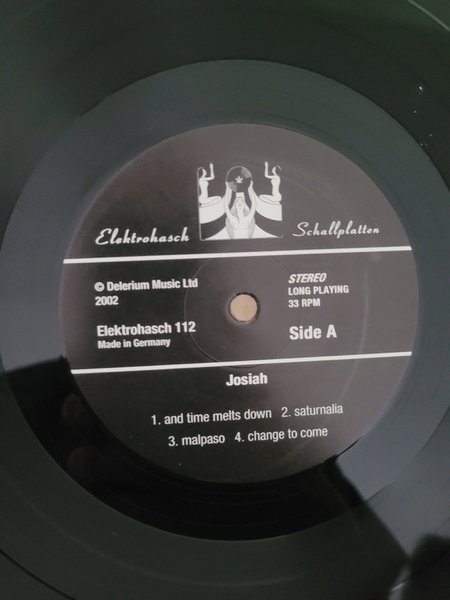 Elektrohasch Schallplatten
© Delerium Music Ltd
2002
STEREO
LONG PLAYING
33 RPM
Elektrohasch 112
Made in Germany
Side A
Josiah
1. and time melts down 2. saturnalia
3. malpaso 4. change to come